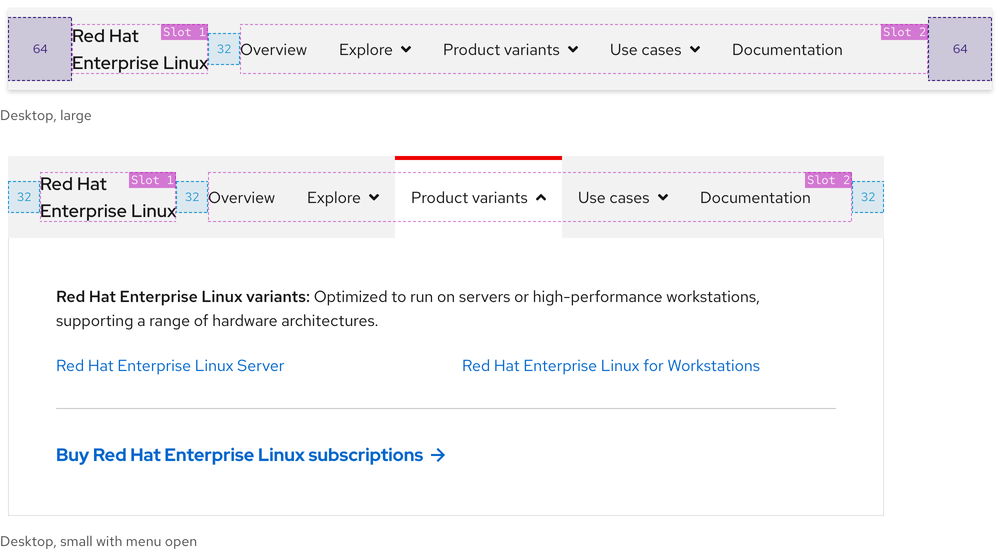 64 Red Hat Slot 1 32 Overview Explore Product variants Use cases Documentation Slot 2 64
Enterprise Linux
Desktop, large
32 Red Hat Slot 1 32 Overview Explore Product variants Use cases Documentation Slot 2 32
Enterprise Linux
Red Hat Enterprise Linux variants: Optimized to run on servers or high-performance workstations,
supporting a range of hardware architectures.
Red Hat Enterprise Linux Server Red Hat Enterprise Linux for Workstations
Buy Red Hat Enterprise Linux subscriptions →
Desktop, small with menu open